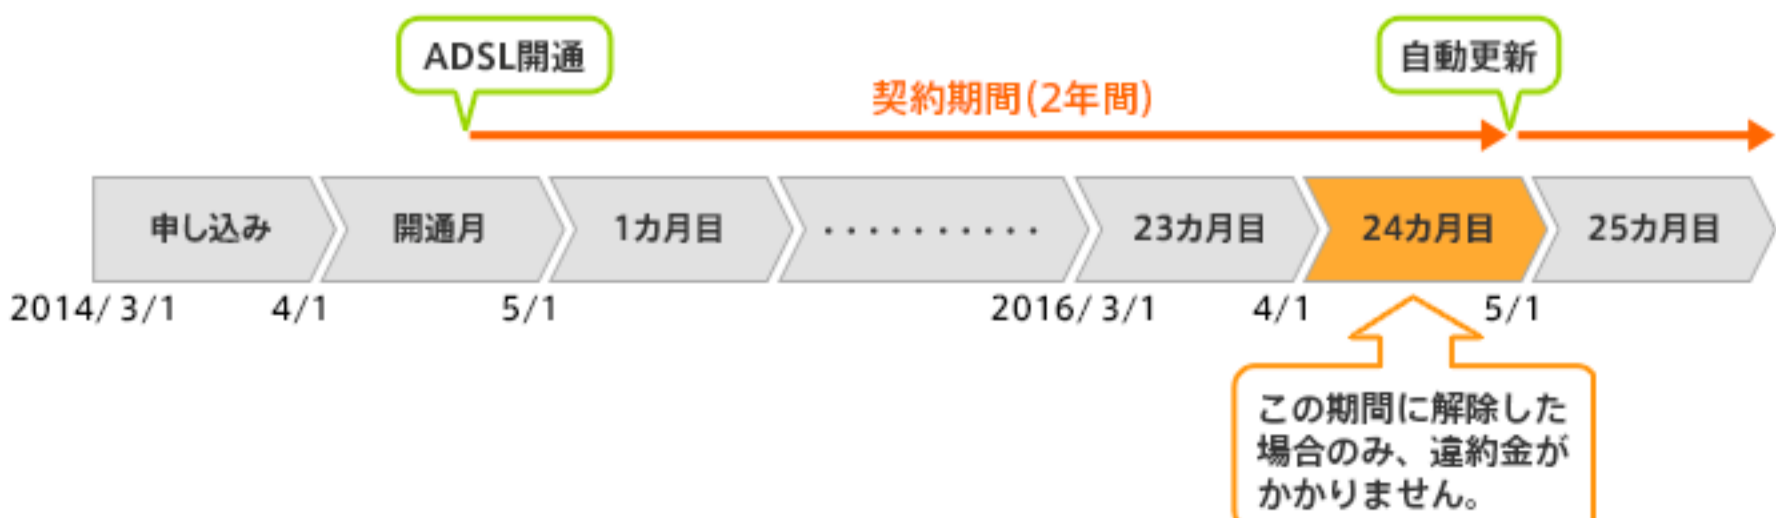 ADSL開通
自動更新
契約期間(2年間)
申し込み
開通月
1カ月目
··········
23カ月目
24カ月目
25カ月目
2014/ 3/1
4/1
5/1
2016/ 3/1
4/1
5/1
この期間に解除した
場合のみ、違約金が
かかりません。